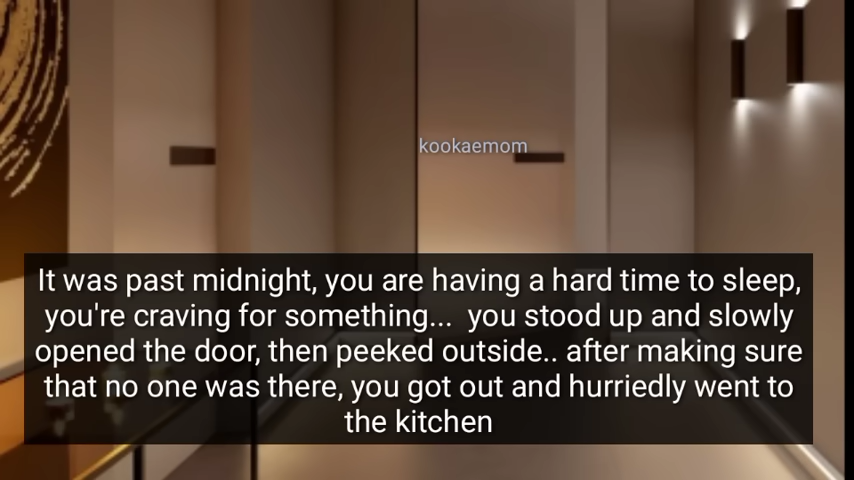 kookaemom
It was past midnight, you are having a hard time to sleep,
you're craving for something...  you stood up and slowly
opened the door, then peeked outside.. after making sure
that no one was there, you got out and hurriedly went to
the kitchen